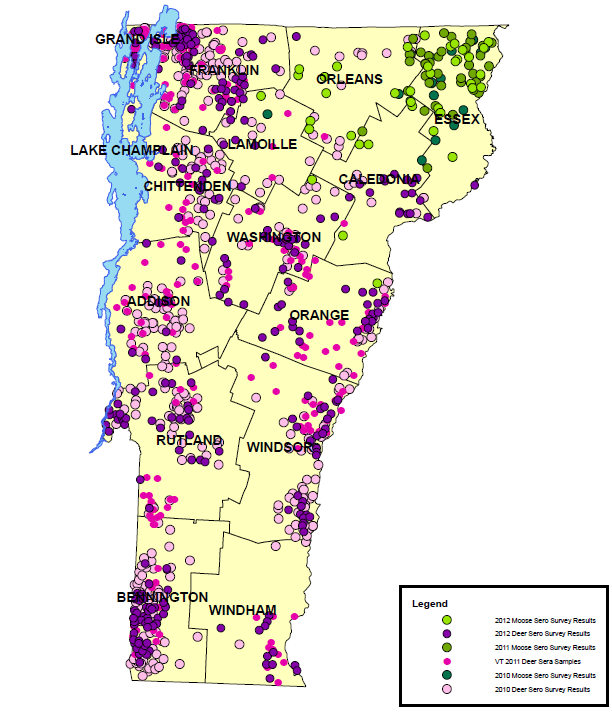 GRAND ISLE
FRANKLIN
ORLEANS
ESSEX
LAMOILLE
LAKE CHAMPLAIN
CALEDONIA
CHITTENDEN
WASHINGTON
ADDISON
ORANGE
RUTLAND
WINDSOR
BENNINGTON
WINDHAM
Legend
2012 Moose Sero Survey Results
2012 Deer Sero Survey Results
2011 Moose Sero Survey Results
VT 2011 Deer Sera Samples
2010 Moose Sero Survey Results
2010 Deer Sero Survey Results